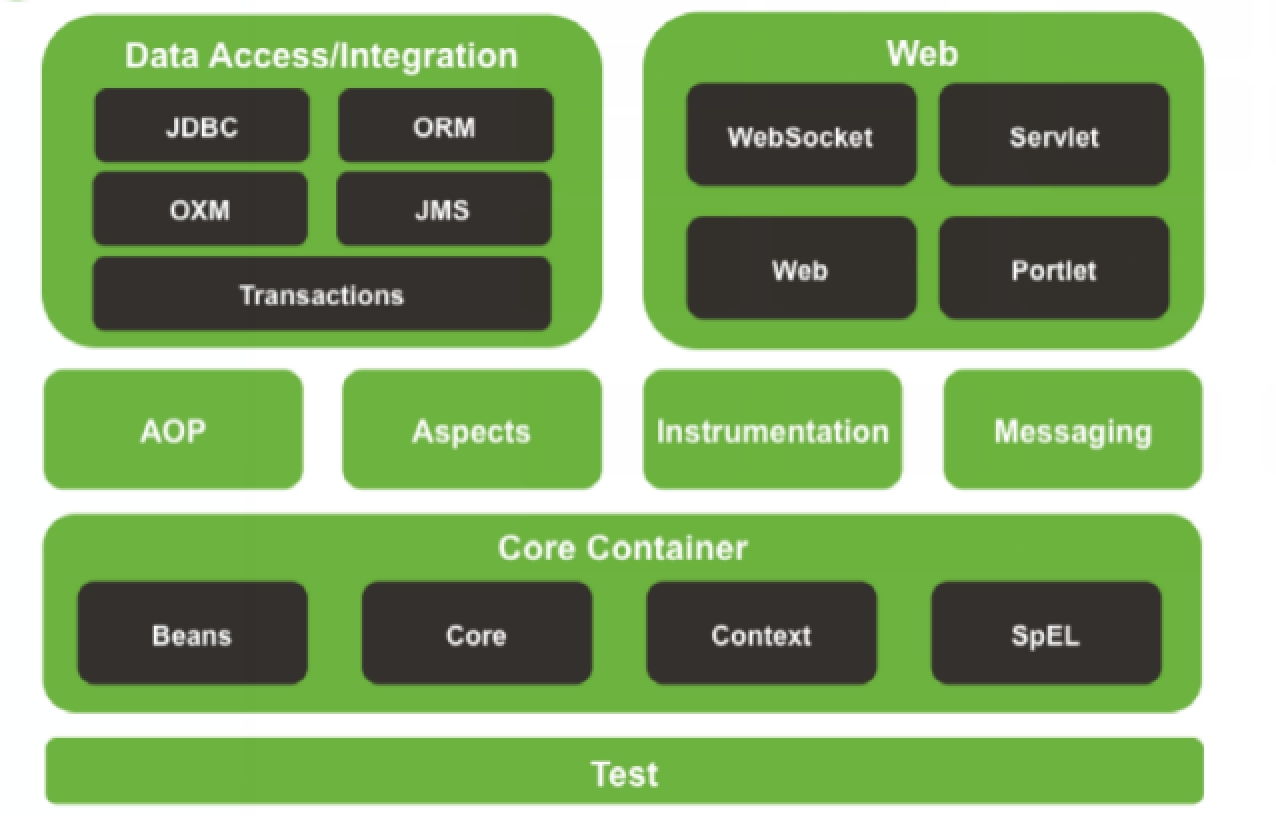 Data Access/Integration
JDBC
ORM
OXM
JMS
Transactions
Web
WebSocket
Servlet
Web
Portlet
AOP
Aspects
Instrumentation
Messaging
Core Container
Beans
Core
Context
SpEL
Test